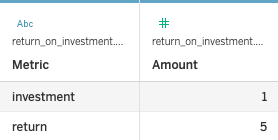 Abc #
return_on_investment.... return_on_investment....
Metric Amount
investment 1
return 5